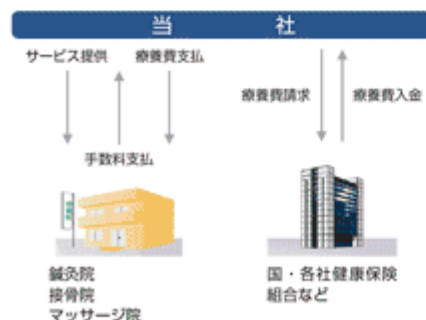 当 社
サービス提供
療養費支払
療養費請求
療養費入金
手数料支払
鍼灸院
接骨院
マッサージ院
国・各社健康保険
組合など